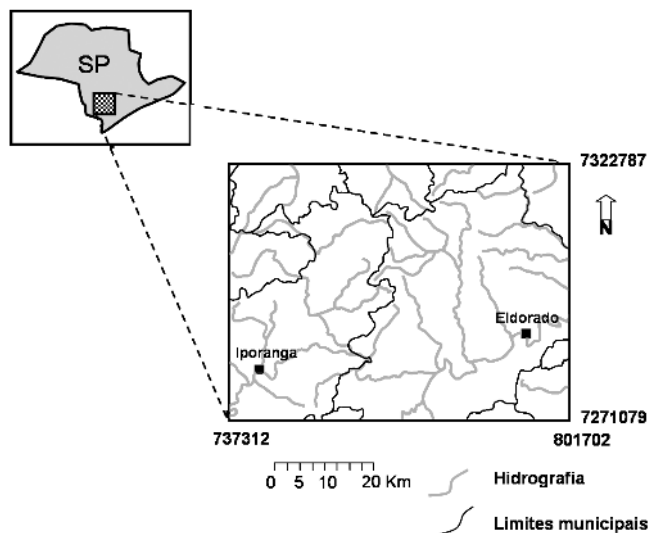 SP
7322787
N
Eldorado
Iporanga
7271079
737312
801702
0 5 10 20 Km
Hidrografia
Limites municipais